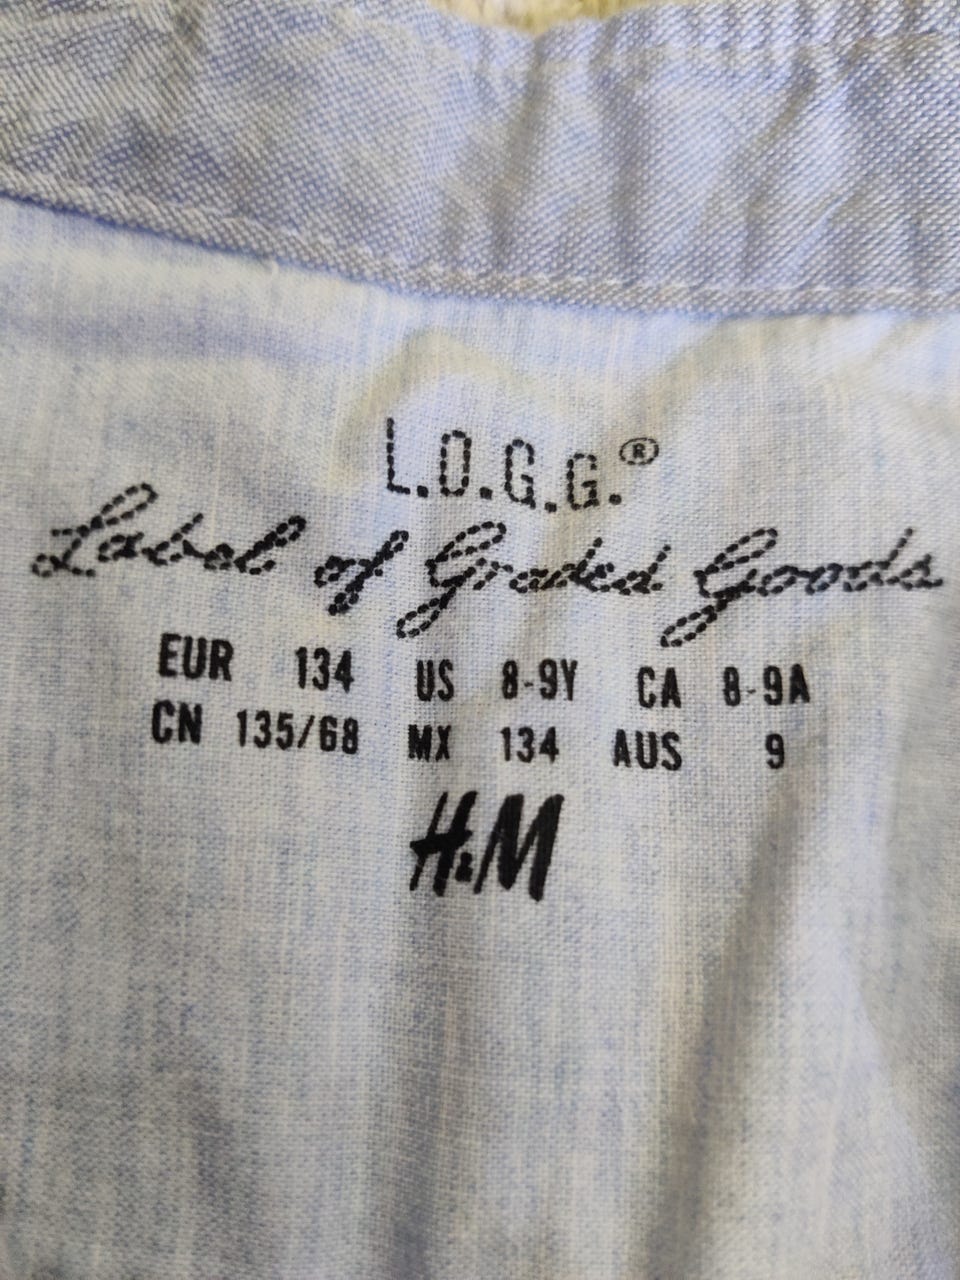 L.O.G.G.®
Label of Graded Goods
EUR 134 US 8-9Y CA 8-9A
CN 135/68 MX 134 AUS 9
H&M